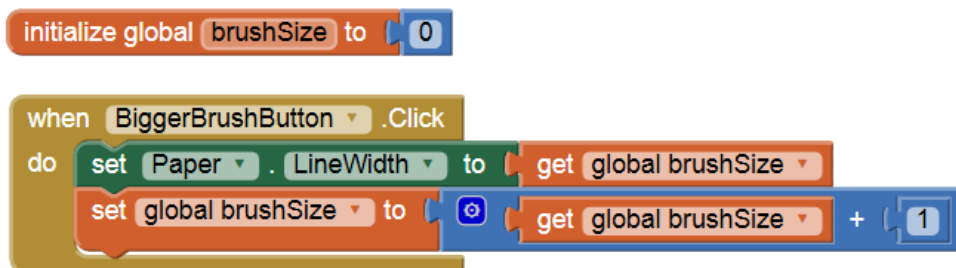 initialize global brushSize to 0
when BiggerBrushButton .Click
do set Paper . LineWidth to get global brushSize
set global brushSize to get global brushSize + 1